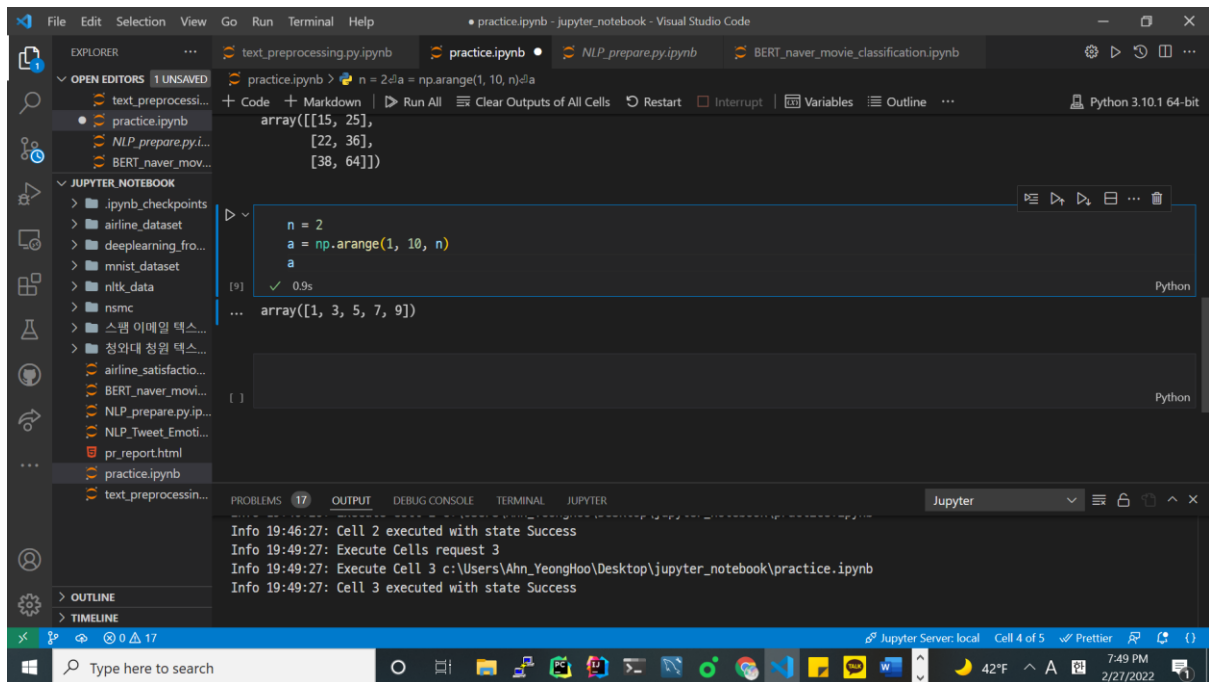 File Edit Selection View Go Run Terminal Help
● practice.ipynb - jupyter_notebook - Visual Studio Code
EXPLORER
text_preprocessing.py.ipynb practice.ipynb ● NLP_prepare.py.ipynb BERT_naver_movie_classification.ipynb
OPEN EDITORS 1 UNSAVED
text_preprocessi...
● practice.ipynb
NLP_prepare.py.i...
BERT_naver_mov...
JUPYTER_NOTEBOOK
.ipynb_checkpoints
airline_dataset
deeplearning_fro...
mnist_dataset
nltk_data
nsmc
스팸 이메일 텍스...
청와대 청원 텍스...
airline_satisfactio...
BERT_naver_movi...
NLP_prepare.py.ip...
NLP_Tweet_Emoti...
pr_report.html
practice.ipynb
text_preprocessin...
OUTLINE
TIMELINE
practice.ipynb > n = 2⏎a = np.arange(1, 10, n)⏎a
+ Code + Markdown | Run All Clear Outputs of All Cells Restart Interrupt | Variables Outline ...
Python 3.10.1 64-bit
array([[15, 25],
[22, 36],
[38, 64]])
n = 2
a = np.arange(1, 10, n)
a
[9] ✓ 0.9s Python
... array([1, 3, 5, 7, 9])
[ ] Python
PROBLEMS 17 OUTPUT DEBUG CONSOLE TERMINAL JUPYTER Jupyter
Info 19:46:27: Cell 2 executed with state Success
Info 19:49:27: Execute Cells request 3
Info 19:49:27: Execute Cell 3 c:\Users\Ahn_YeongHoo\Desktop\jupyter_notebook\practice.ipynb
Info 19:49:27: Cell 3 executed with state Success
0 17 Jupyter Server: local Cell 4 of 5 Prettier
Type here to search
42°F A 한 7:49 PM
2/27/2022